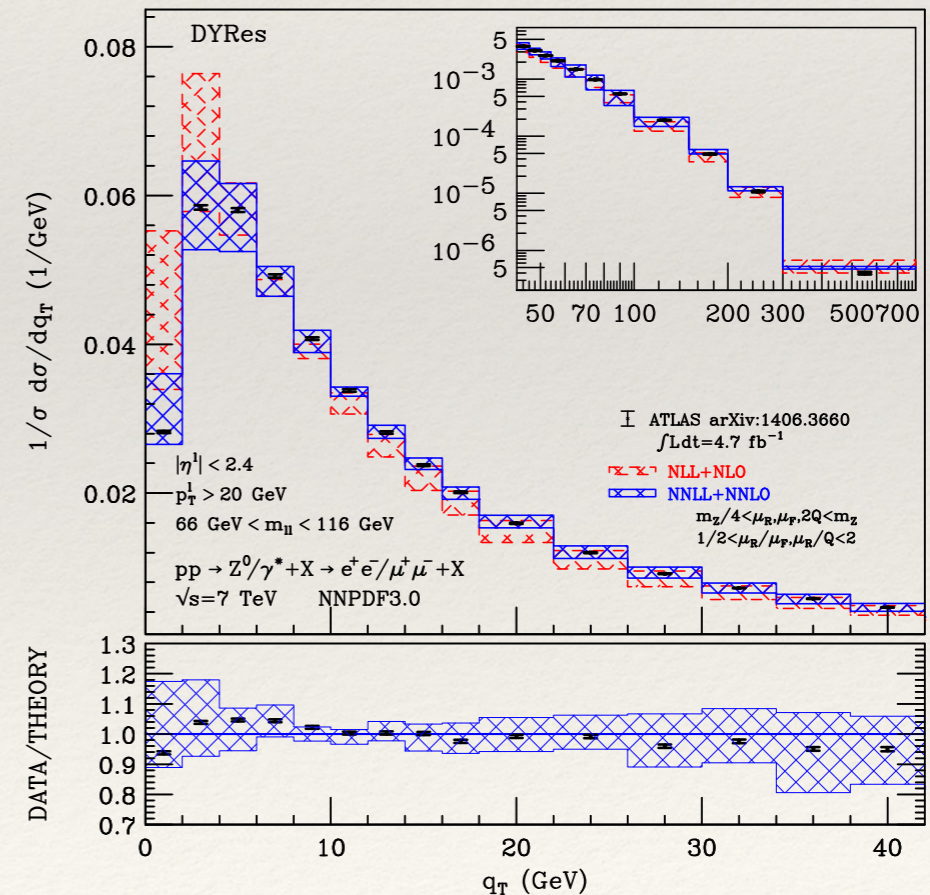 DYRes
1/σ dσ/dq_T (1/GeV)
0.08
0.06
0.04
0.02
5
10⁻³
5
10⁻⁴
5
10⁻⁵
5
10⁻⁶
5
50 70 100 200 300 500 700
ATLAS arXiv:1406.3660
∫Ldt=4.7 fb⁻¹
NLL+NLO
NNLL+NNLO
m_Z/4<μ_R,μ_F,2Q<m_Z
1/2<μ_R/μ_F,μ_R/Q<2
|η^l|<2.4
p_T^l>20 GeV
66 GeV<m_ll<116 GeV
pp→Z⁰/γ*+X→e⁺e⁻/μ⁺μ⁻+X
√s=7 TeV NNPDF3.0
DATA/THEORY
1.3
1.2
1.1
1.0
0.9
0.8
0.7
0 10 20 30 40
q_T (GeV)